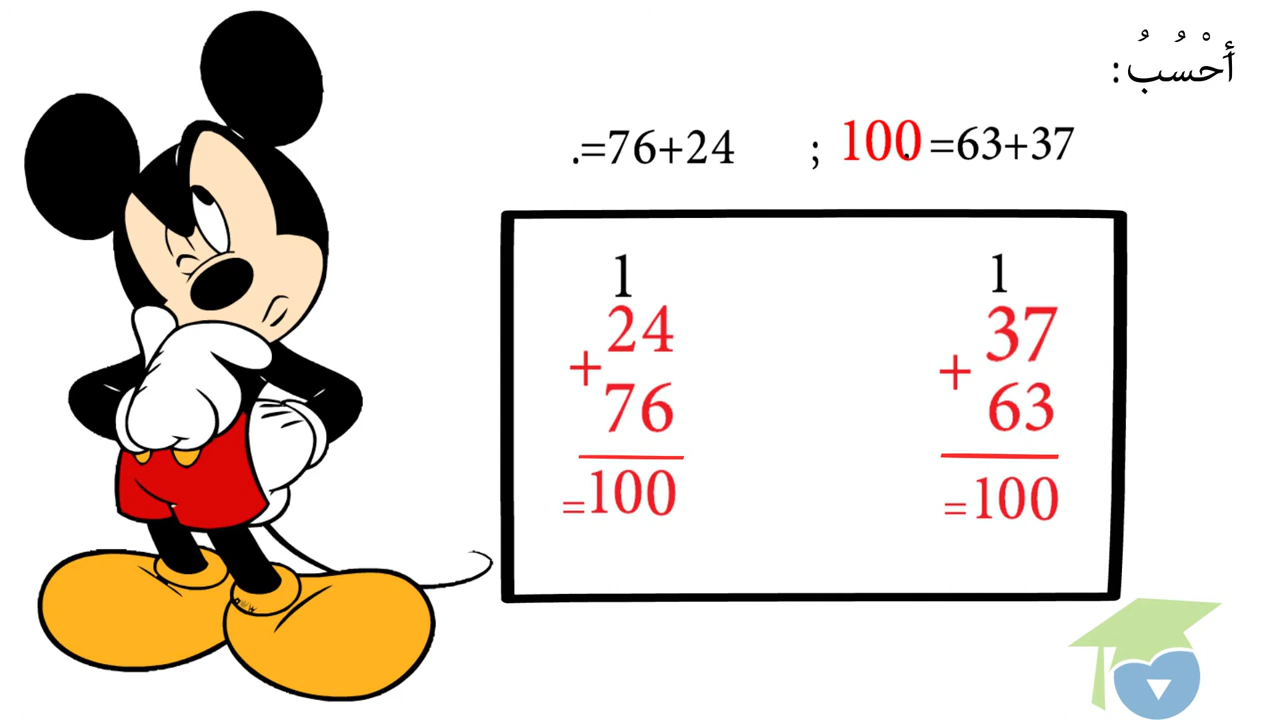 أَحْسُبُ:
37+63= 100 ; 24+76=.
1 1
37 24
+ +
63 76
=100 =100